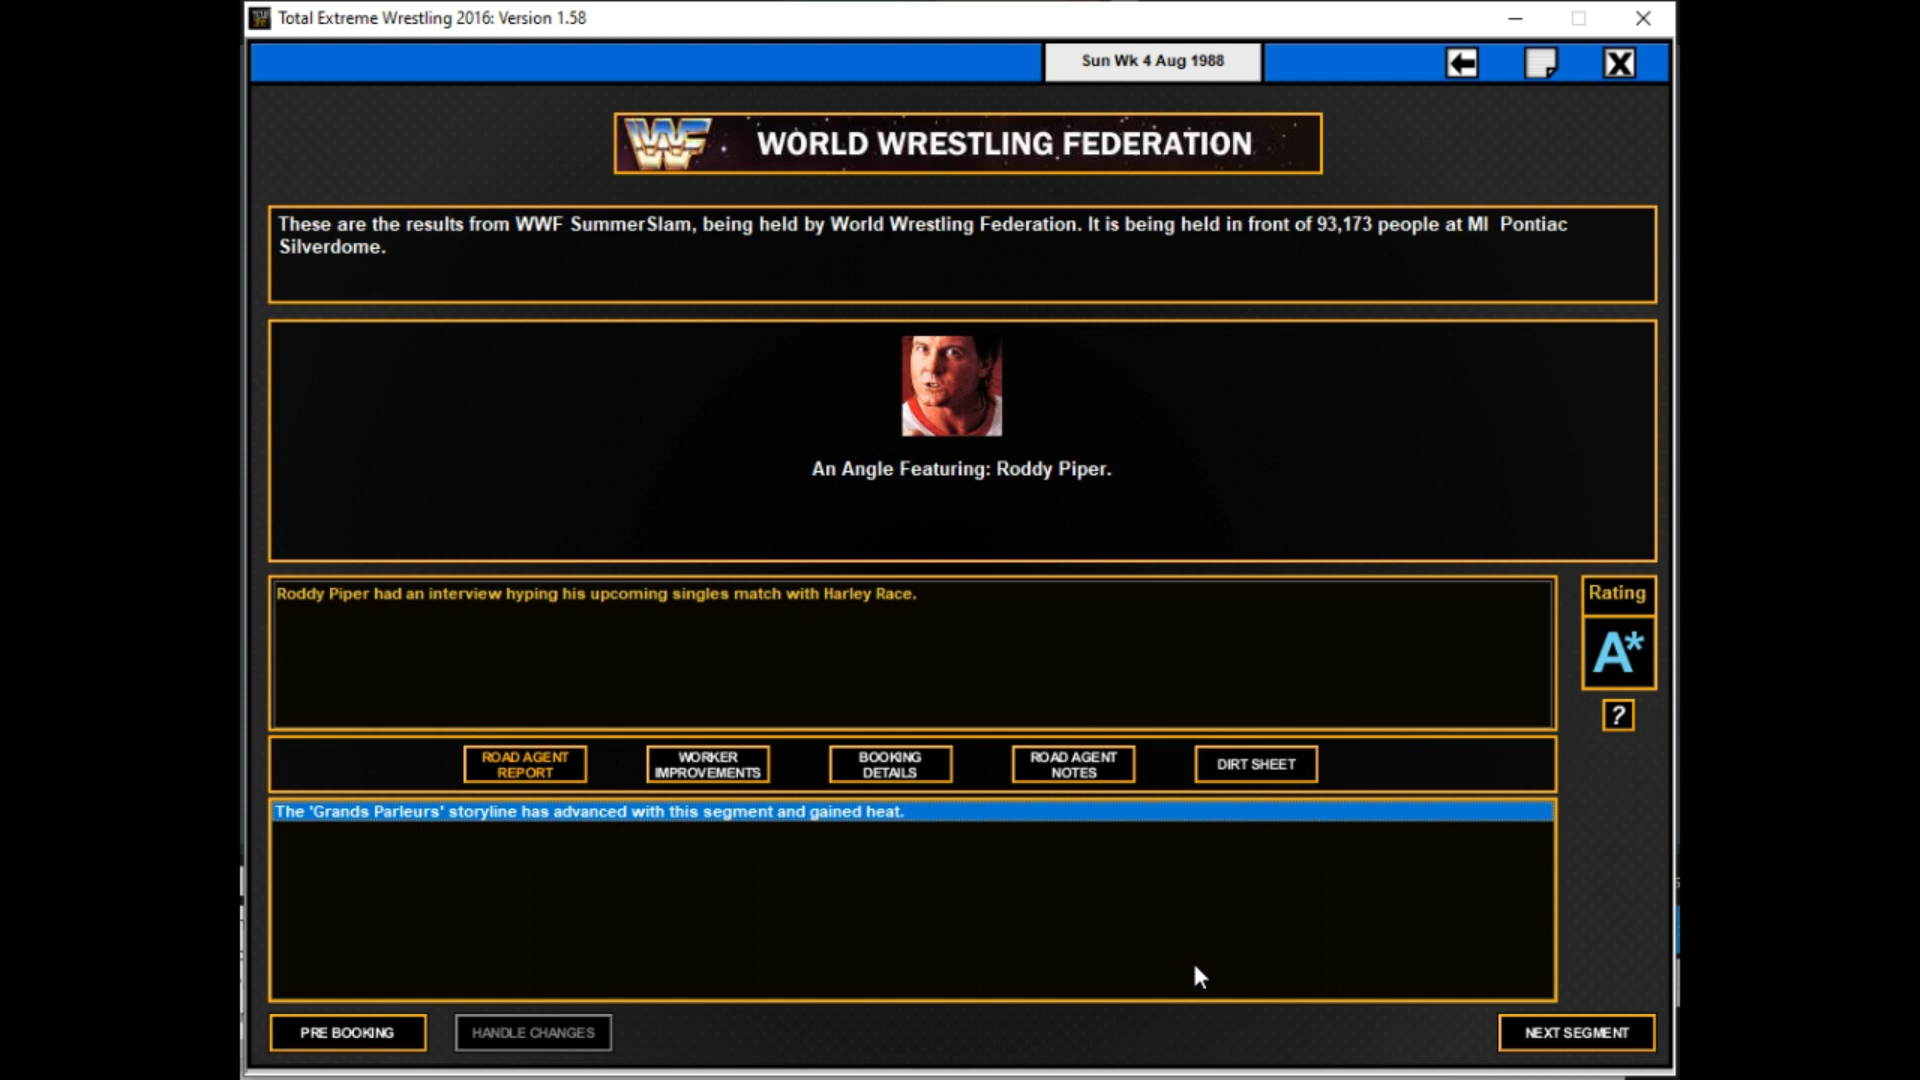 Total Extreme Wrestling 2016: Version 1.58
Sun Wk 4 Aug 1988
WF WORLD WRESTLING FEDERATION
These are the results from WWF SummerSlam, being held by World Wrestling Federation. It is being held in front of 93,173 people at MI Pontiac
Silverdome.
An Angle Featuring: Roddy Piper.
Roddy Piper had an interview hyping his upcoming singles match with Harley Race.
Rating
A*
?
ROAD AGENT
REPORT
WORKER
IMPROVEMENTS
BOOKING
DETAILS
ROAD AGENT
NOTES
DIRT SHEET
The 'Grands Parleurs' storyline has advanced with this segment and gained heat.
PRE BOOKING
HANDLE CHANGES
NEXT SEGMENT